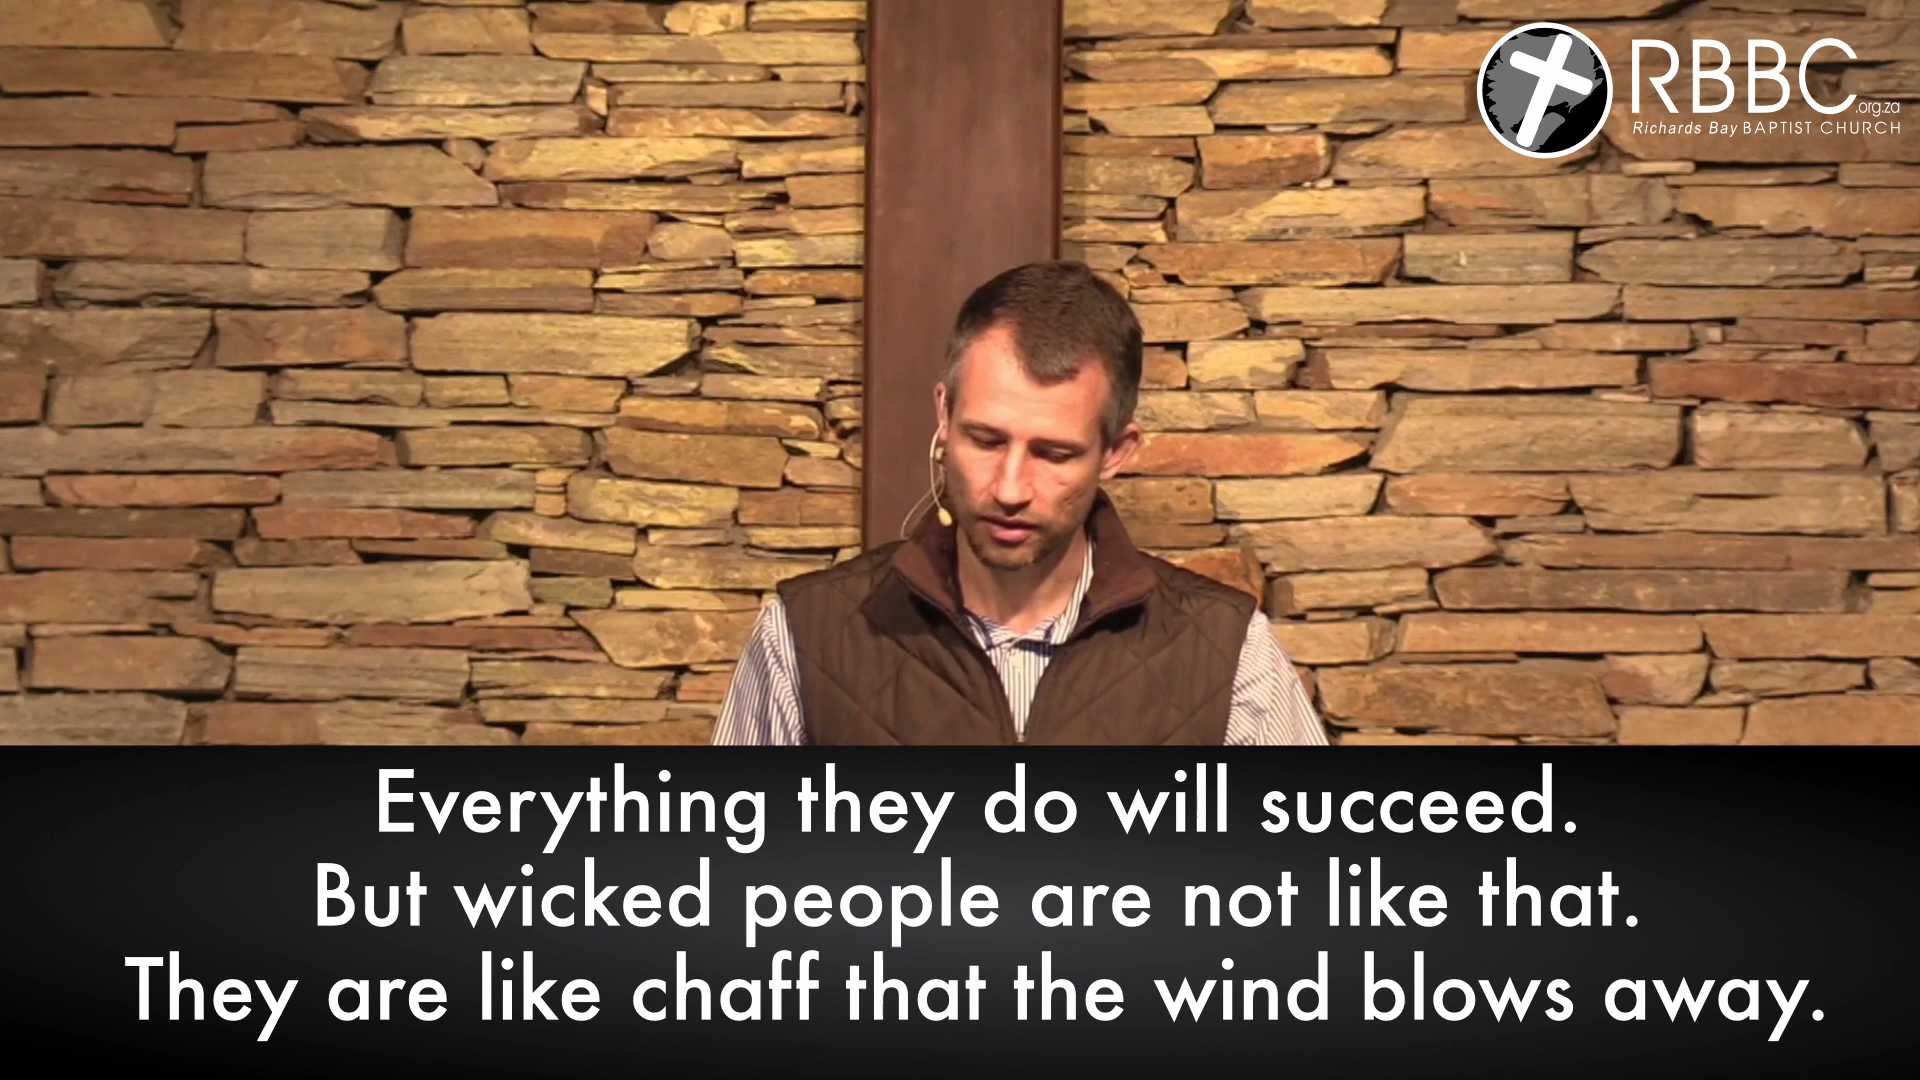 RBBC
.org.za
Richards Bay BAPTIST CHURCH
Everything they do will succeed.
But wicked people are not like that.
They are like chaff that the wind blows away.